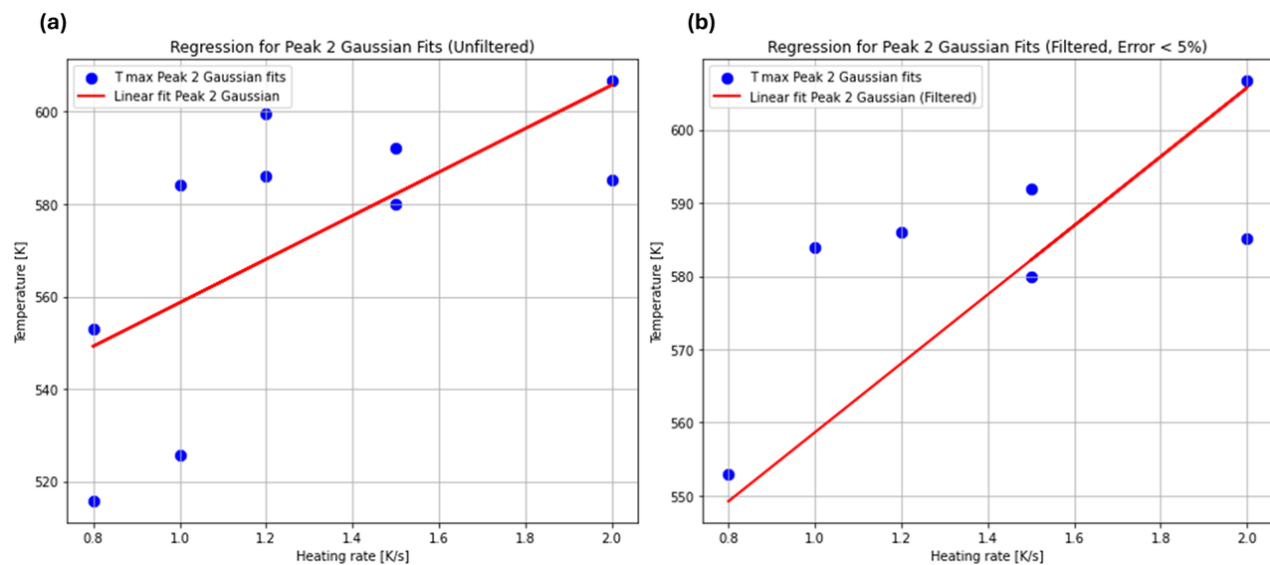 (a)
Regression for Peak 2 Gaussian Fits (Unfiltered)
T max Peak 2 Gaussian fits
Linear fit Peak 2 Gaussian
600
580
560
540
520
Temperature [K]
0.8 1.0 1.2 1.4 1.6 1.8 2.0
Heating rate [K/s]
(b)
Regression for Peak 2 Gaussian Fits (Filtered, Error < 5%)
T max Peak 2 Gaussian fits
Linear fit Peak 2 Gaussian (Filtered)
600
590
580
570
560
550
Temperature [K]
0.8 1.0 1.2 1.4 1.6 1.8 2.0
Heating rate [K/s]